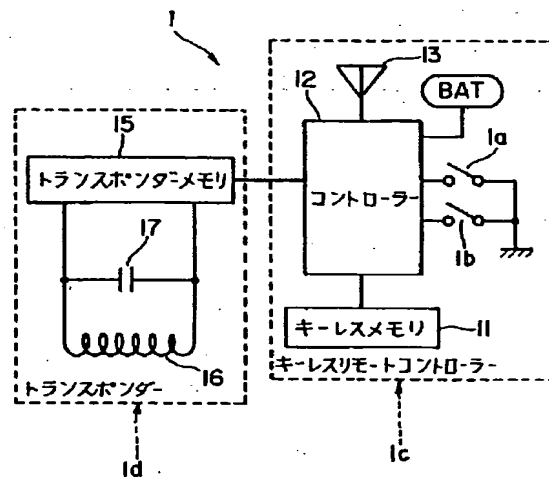 1
13
12
BAT
15
1a
トランスポンダーメモリ
コントローラー
17
1b
キーレスメモリ
11
16
トランスポンダー
キーレスリモートコントローラー
1d
1c